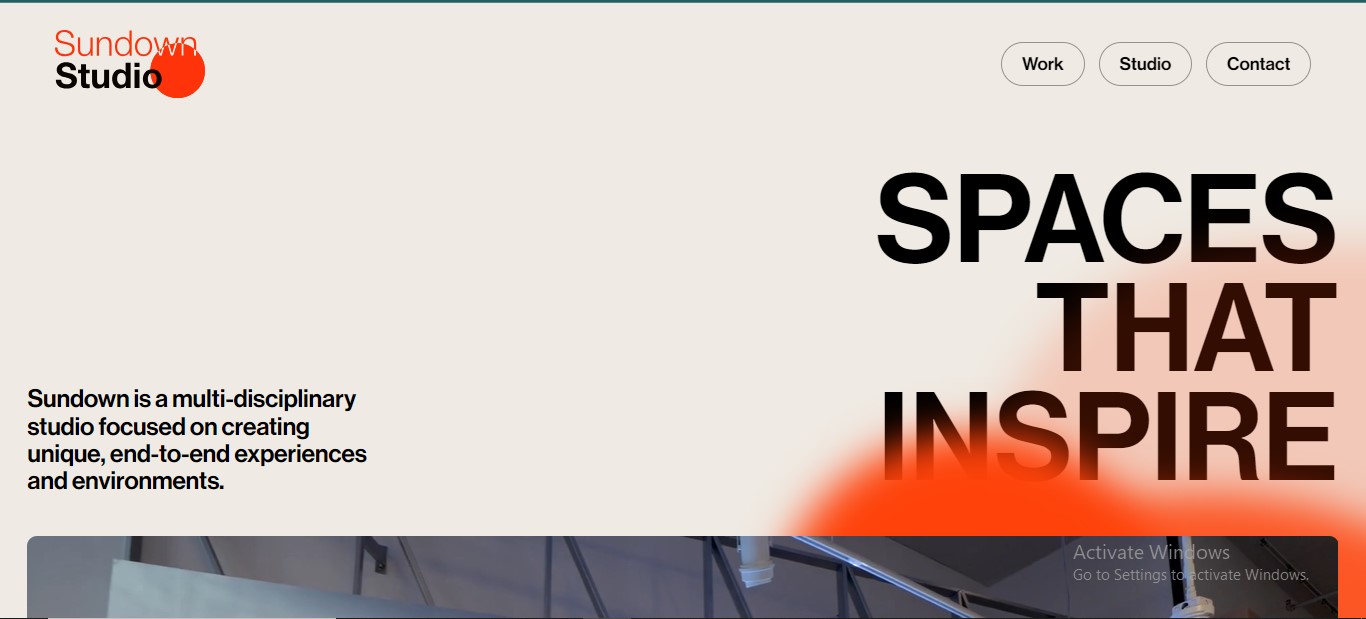 Sundown
Studio
Work
Studio
Contact
SPACES
THAT
INSPIRE
Sundown is a multi-disciplinary
studio focused on creating
unique, end-to-end experiences
and environments.
Activate Windows
Go to Settings to activate Windows.